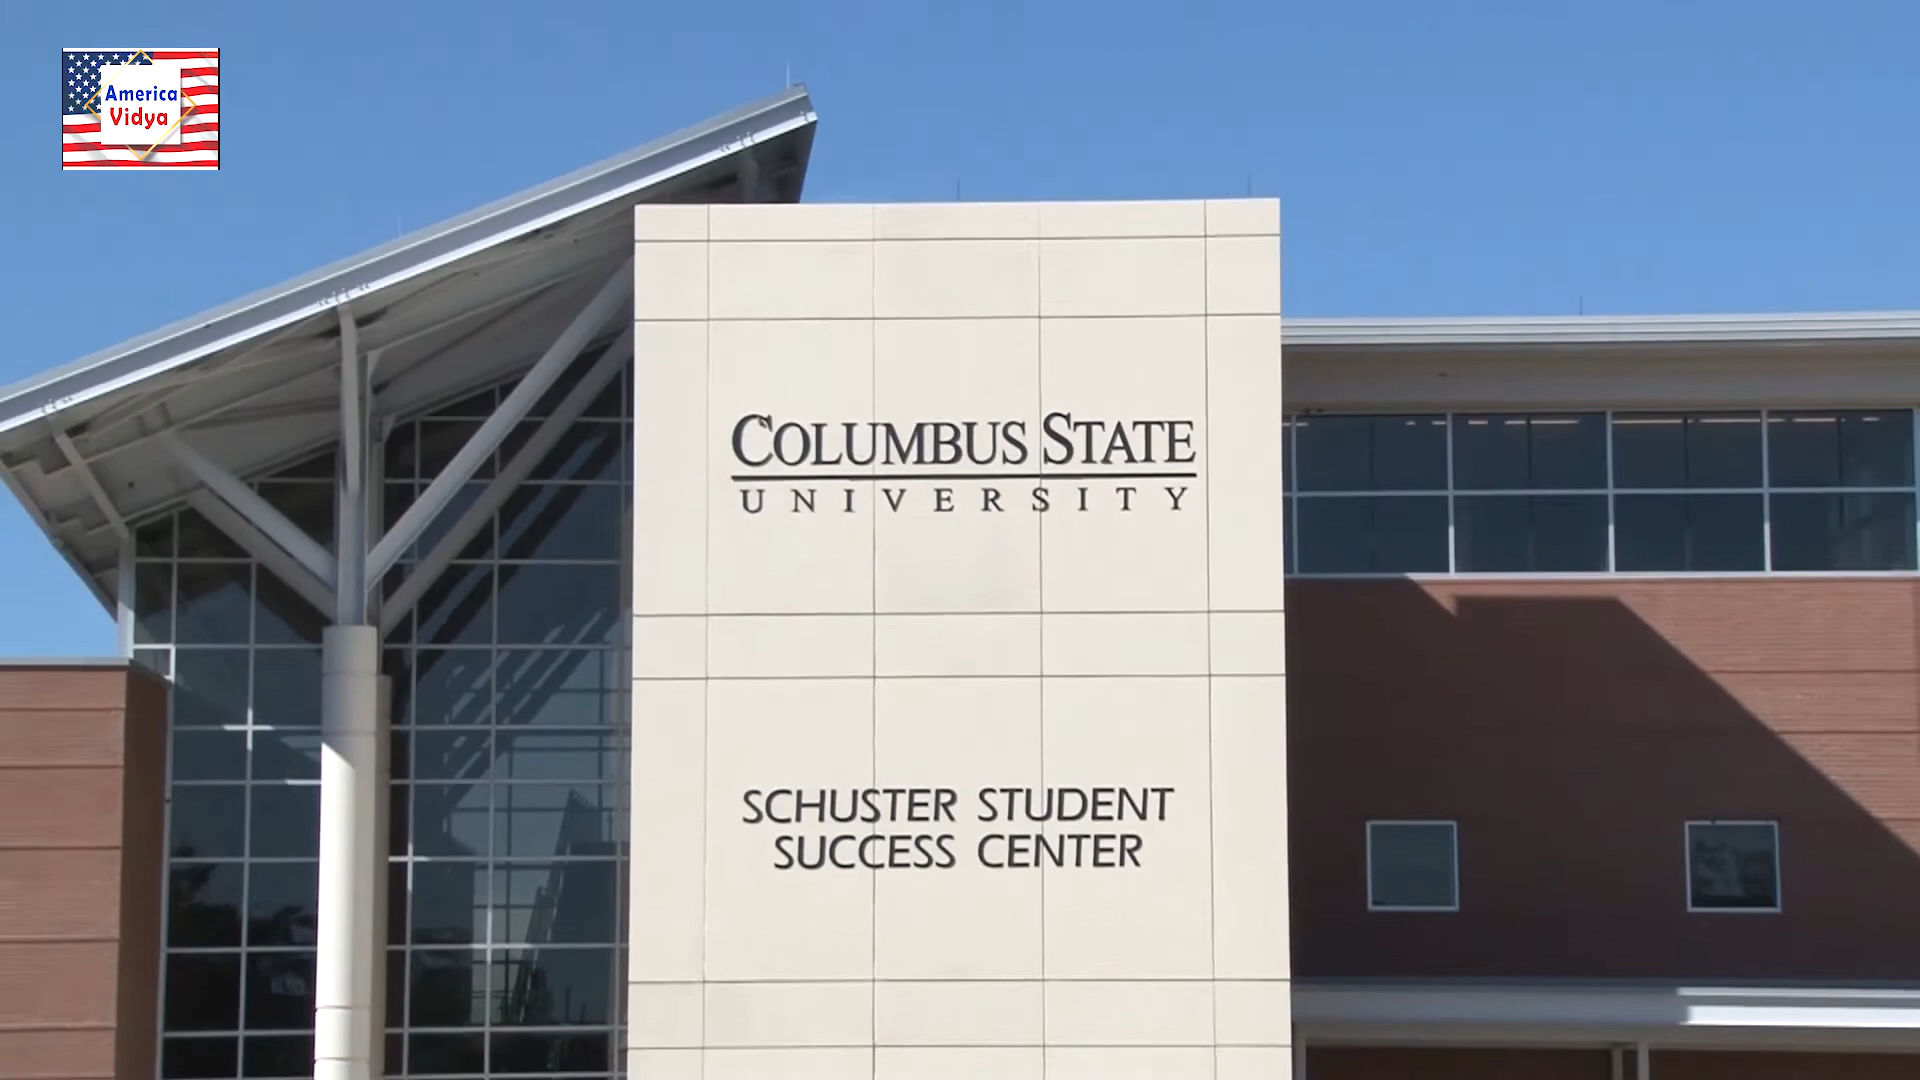 America
Vidya
COLUMBUS STATE
UNIVERSITY
SCHUSTER STUDENT
SUCCESS CENTER